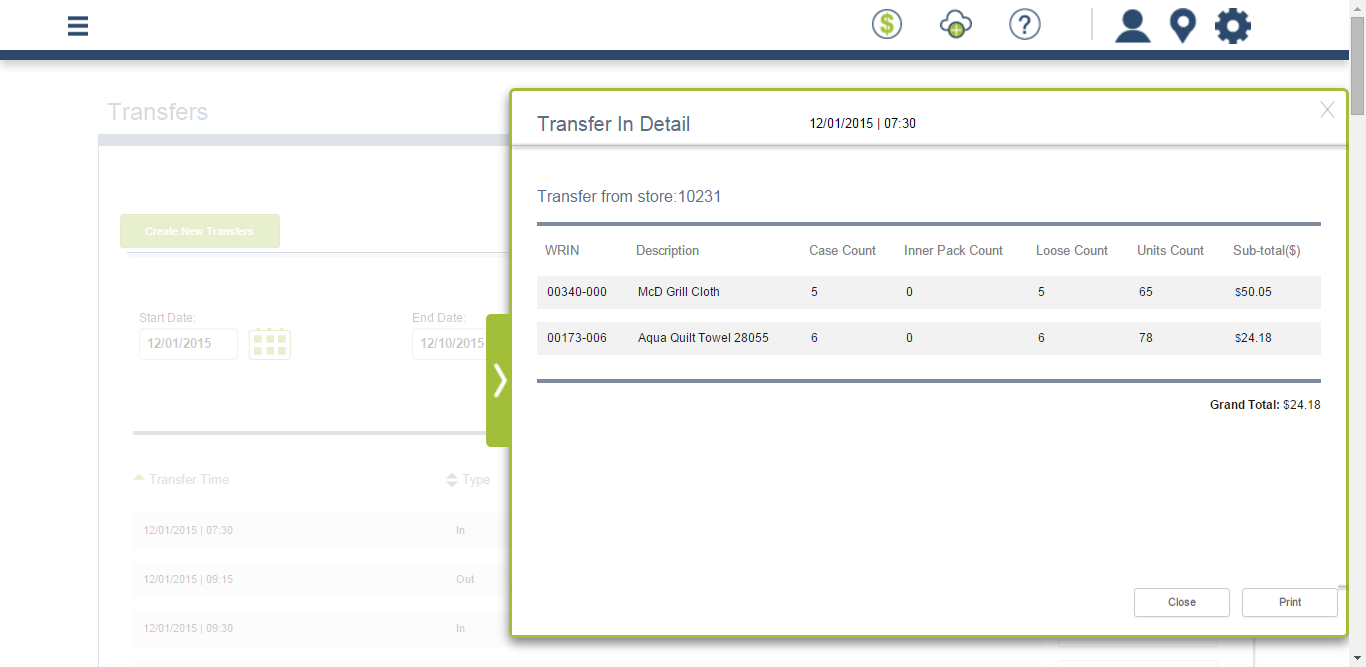 $ ?
Transfers
Create New Transfers
Start Date: End Date:
12/01/2015 12/10/2015
Transfer Time Type
12/01/2015 | 07:30 In
12/01/2015 | 09:15 Out
12/01/2015 | 09:30 In
Transfer In Detail 12/01/2015 | 07:30 X
Transfer from store:10231
WRIN Description Case Count Inner Pack Count Loose Count Units Count Sub-total($)
00340-000 McD Grill Cloth 5 0 5 65 $50.05
00173-006 Aqua Quilt Towel 28055 6 0 6 78 $24.18
Grand Total: $24.18
Close Print